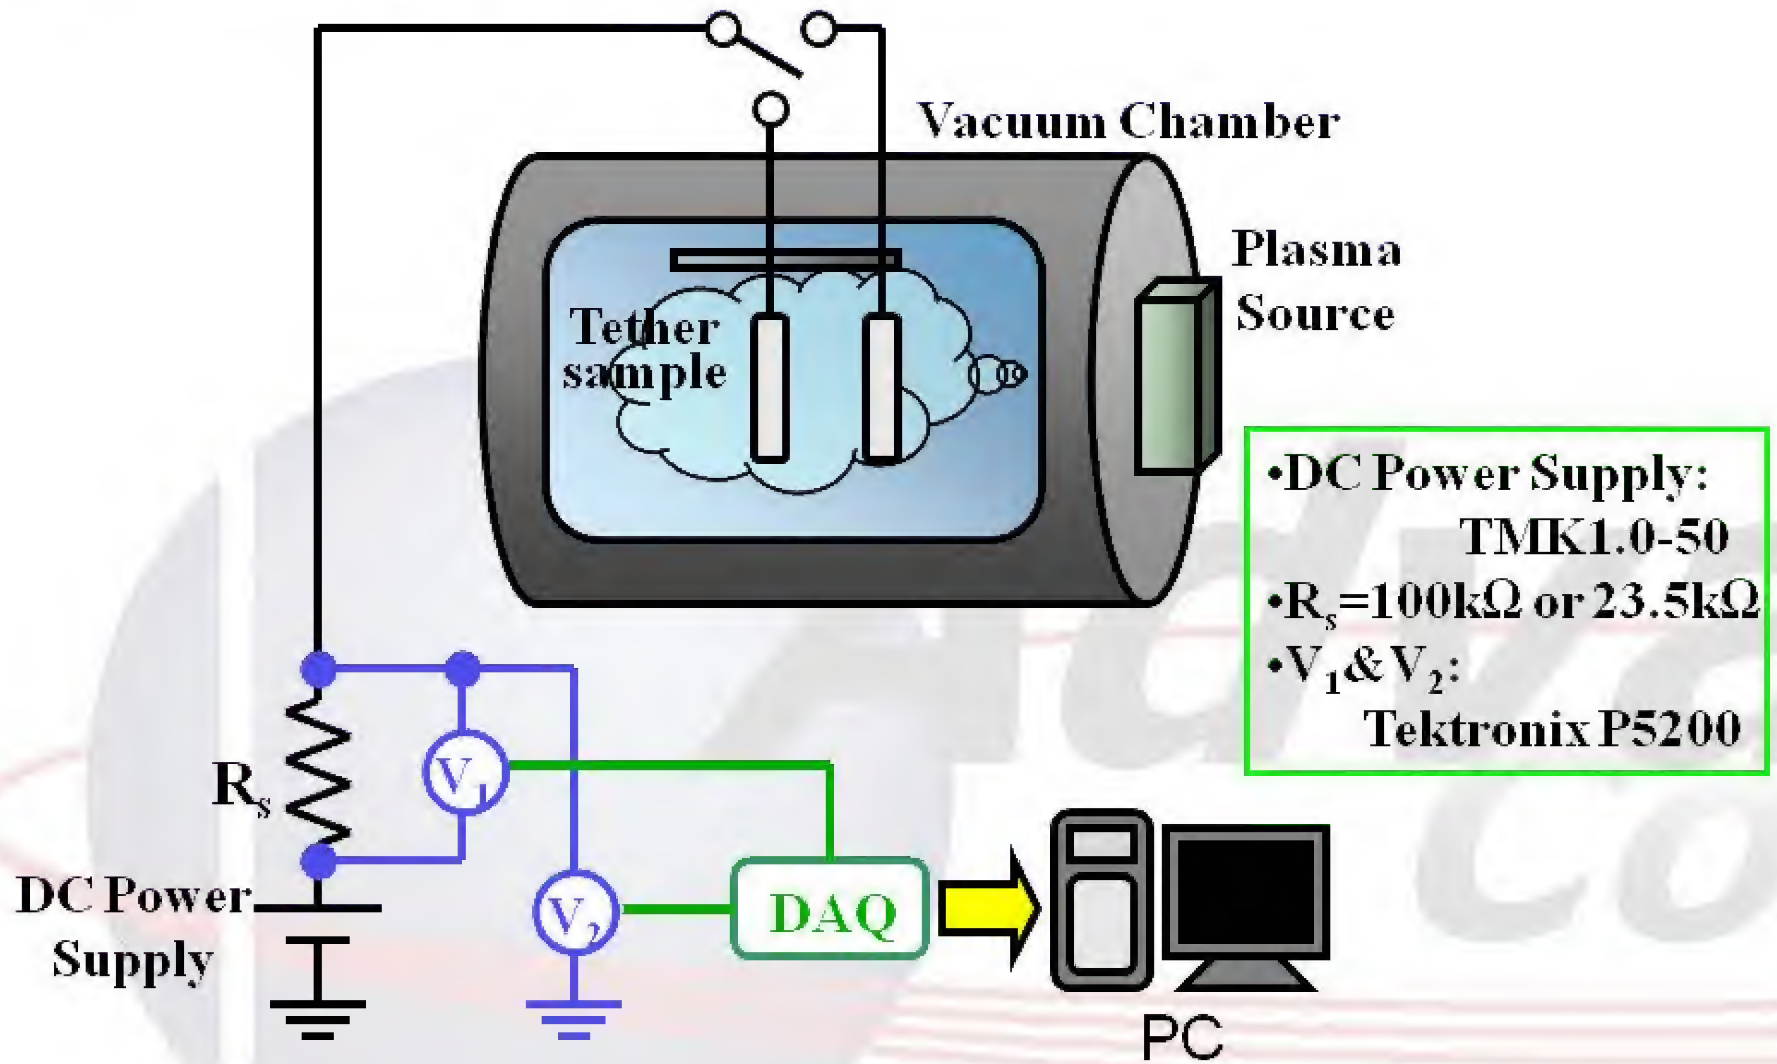 Vacuum Chamber
Plasma
Source
Tether
sample
•DC Power Supply:
TMK1.0-50
•Rₛ=100kΩ or 23.5kΩ
•V₁&V₂:
Tektronix P5200
Rₛ
V₁
DC Power
Supply
V₂
DAQ
PC